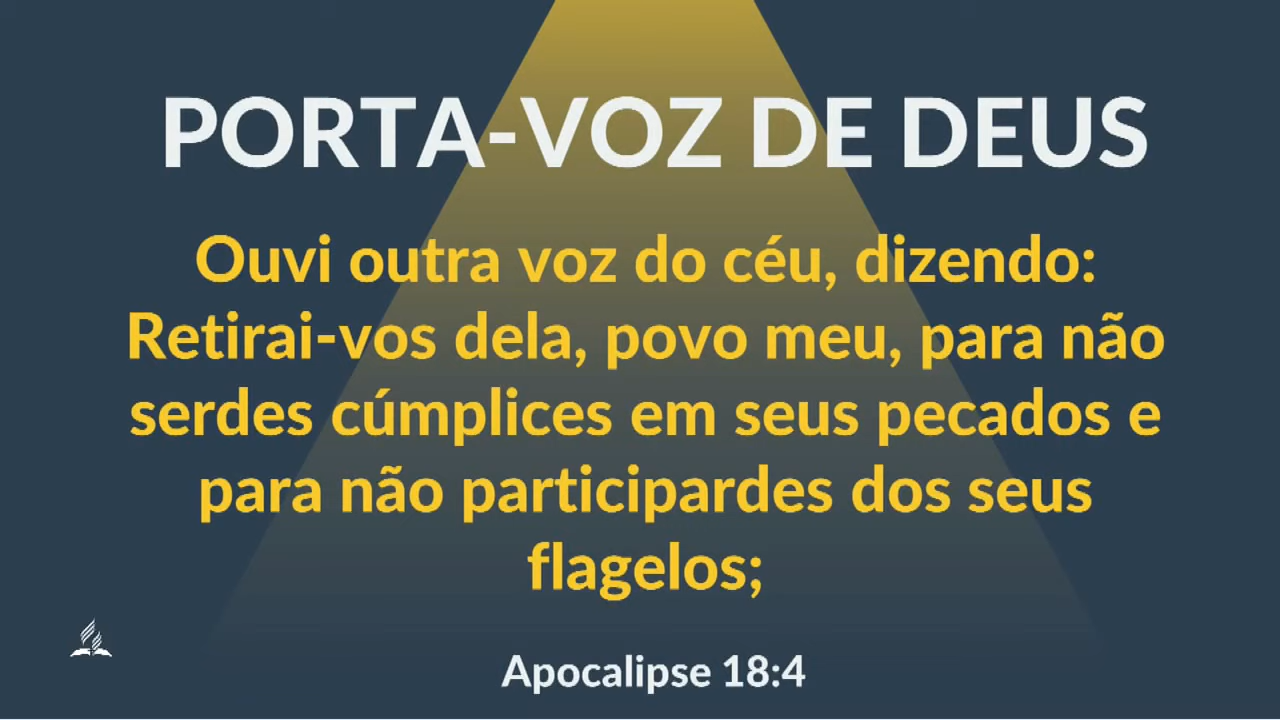 PORTA-VOZ DE DEUS
Ouvi outra voz do céu, dizendo:
Retirai-vos dela, povo meu, para não
serdes cúmplices em seus pecados e
para não participardes dos seus
flagelos;
Apocalipse 18:4